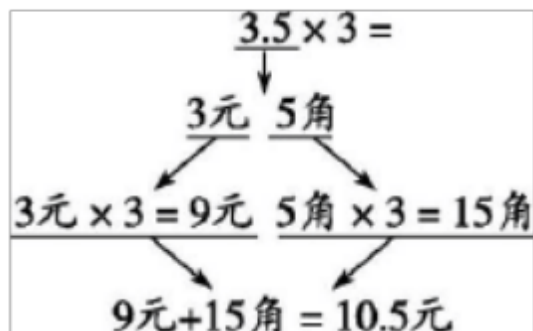 3.5 × 3 =
3元 5角
3元 × 3 = 9元 5角 × 3 = 15角
9元+15角 = 10.5元